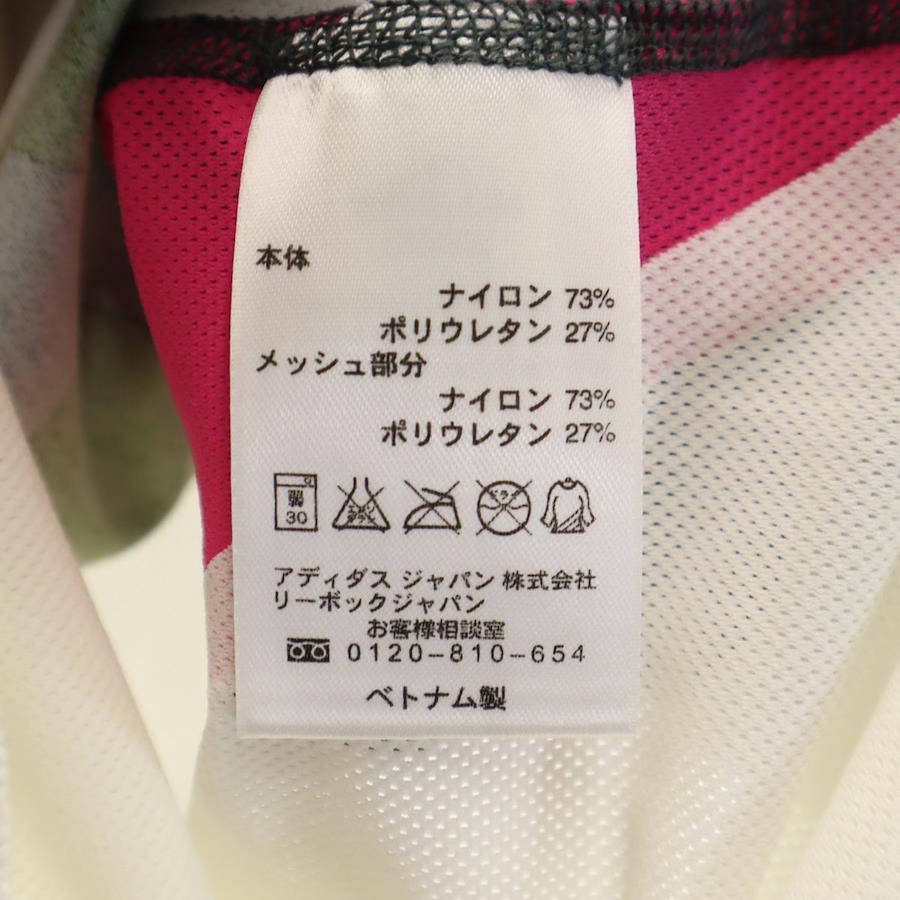 本体
ナイロン 73%
ポリウレタン 27%
メッシュ部分
ナイロン 73%
ポリウレタン 27%
30
アディダス ジャパン 株式会社
リーボックジャパン
お客様相談室
0120-810-654
ベトナム製